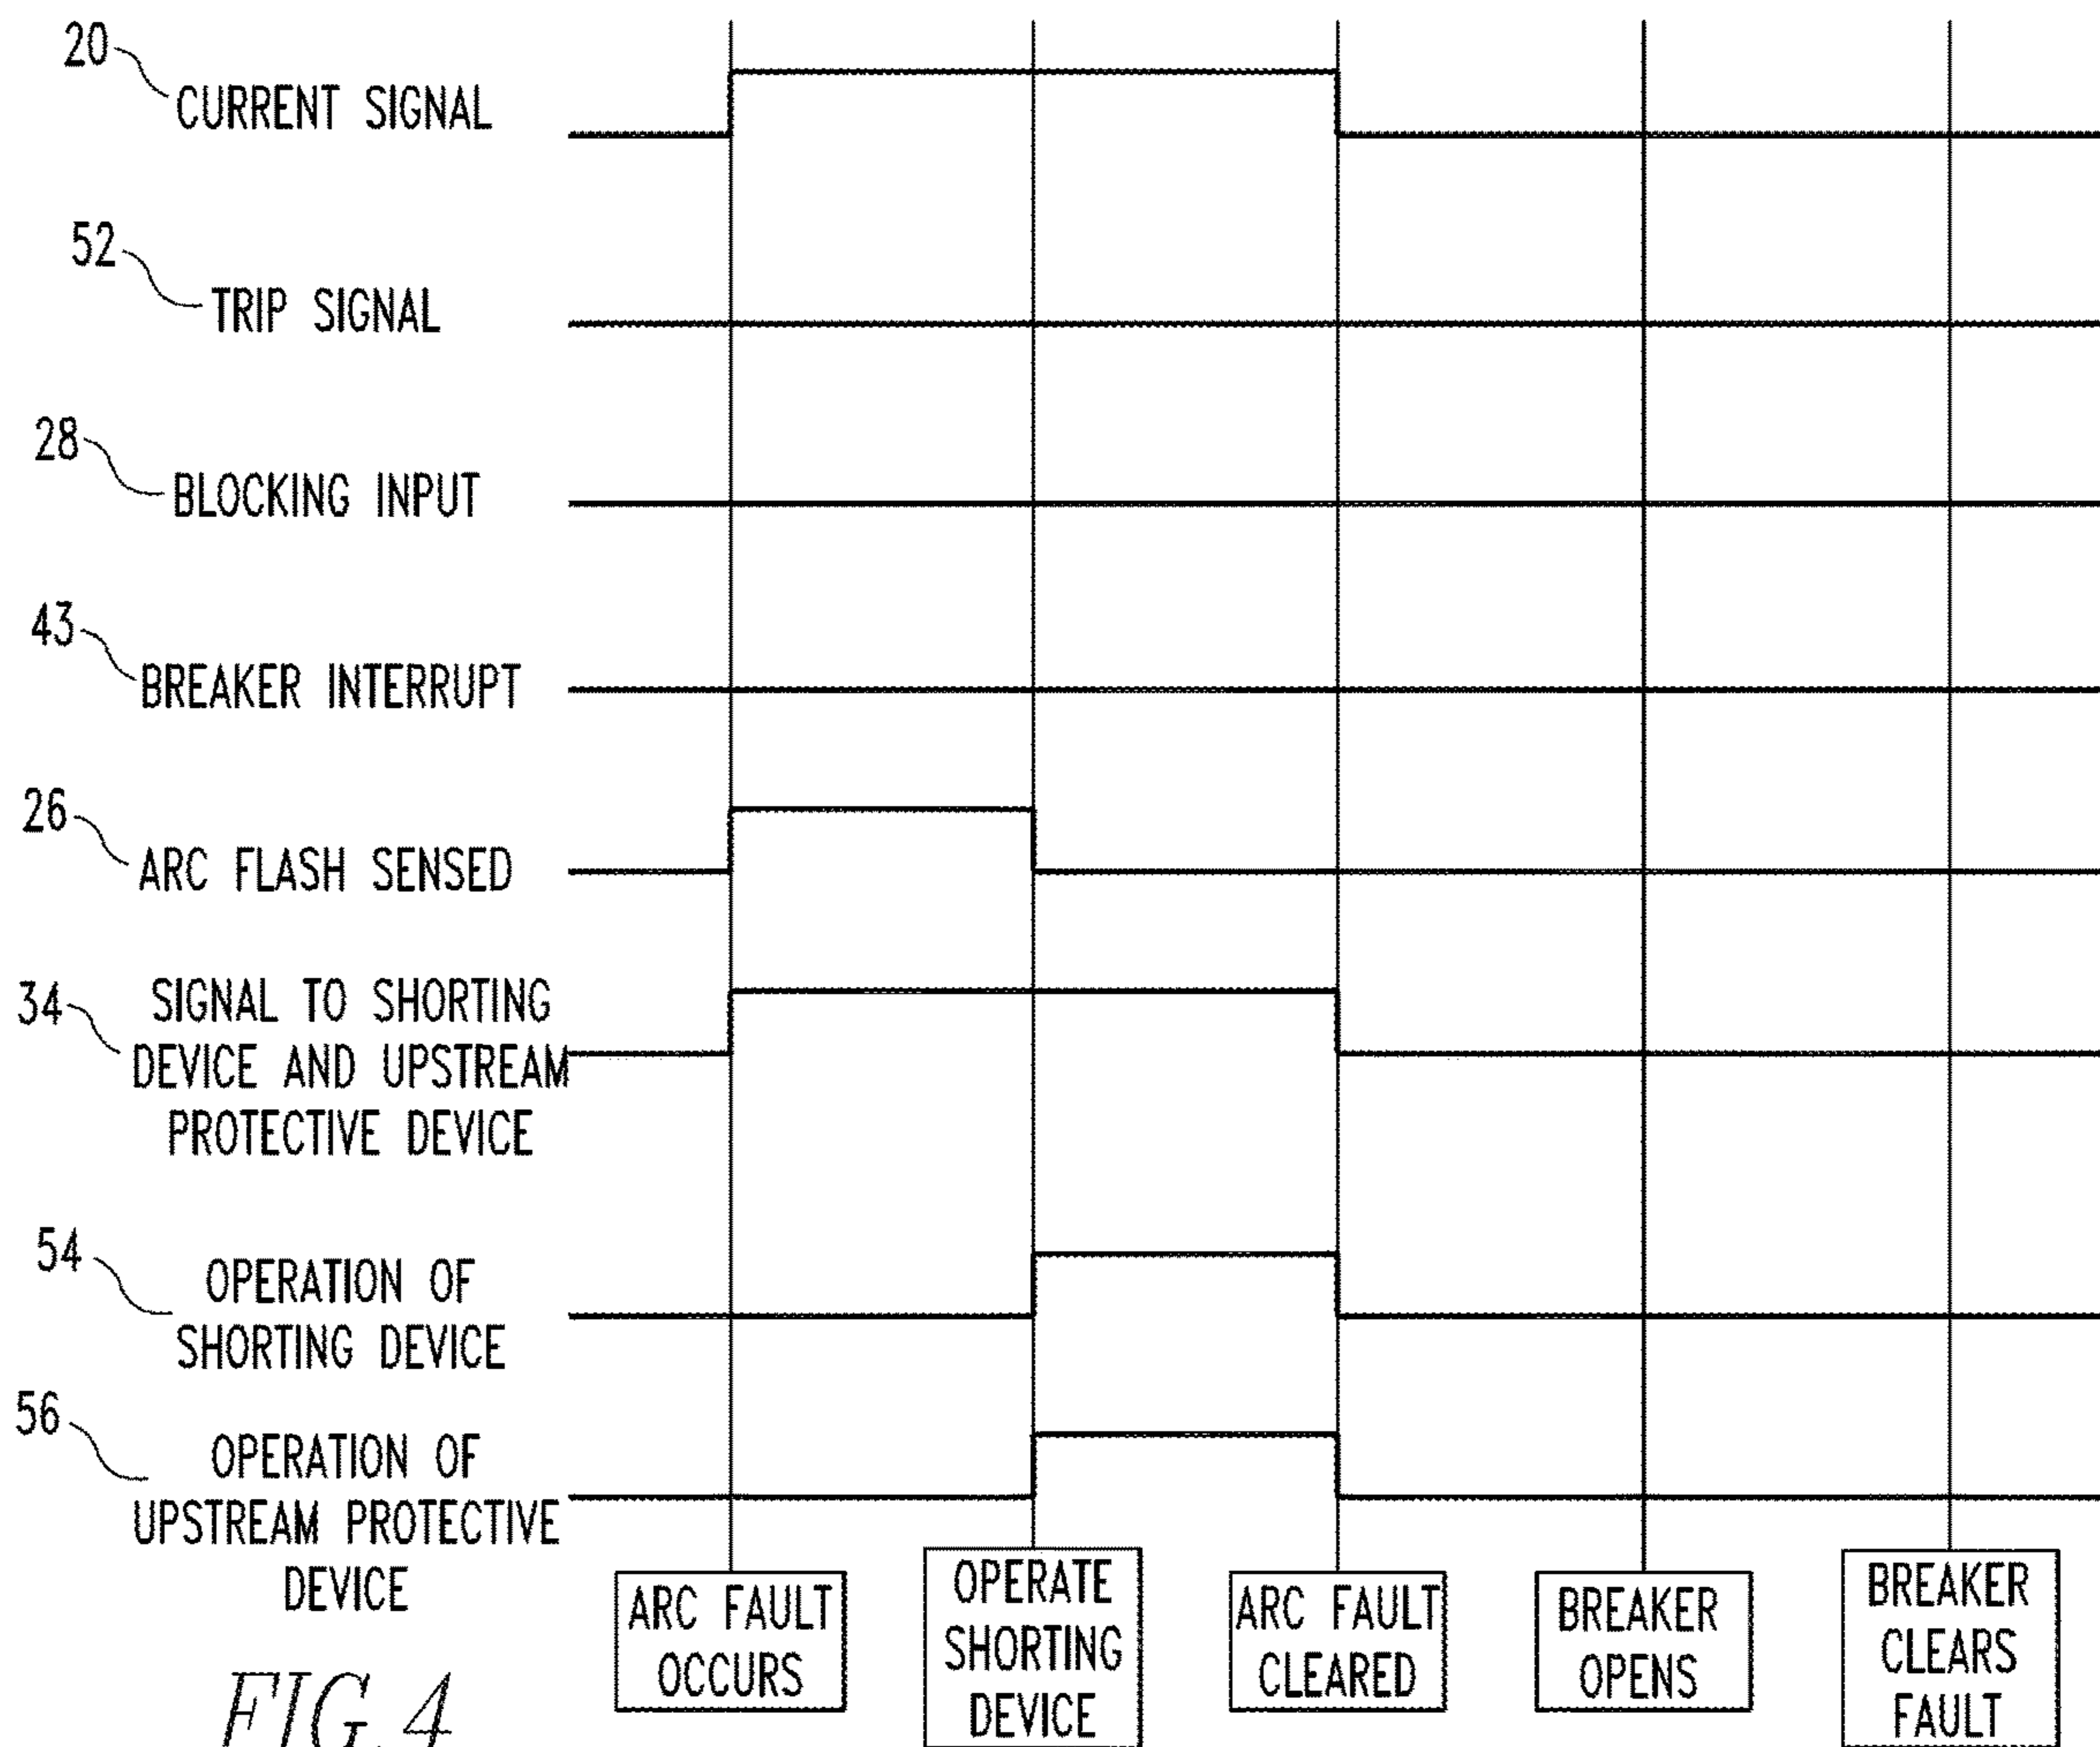 20
CURRENT SIGNAL
52
TRIP SIGNAL
28
BLOCKING INPUT
43
BREAKER INTERRUPT
26
ARC FLASH SENSED
34
SIGNAL TO SHORTING
DEVICE AND UPSTREAM
PROTECTIVE DEVICE
54
OPERATION OF
SHORTING DEVICE
56
OPERATION OF
UPSTREAM PROTECTIVE
DEVICE
ARC FAULT
OCCURS
OPERATE
SHORTING
DEVICE
ARC FAULT
CLEARED
BREAKER
OPENS
BREAKER
CLEARS
FAULT
FIG.4